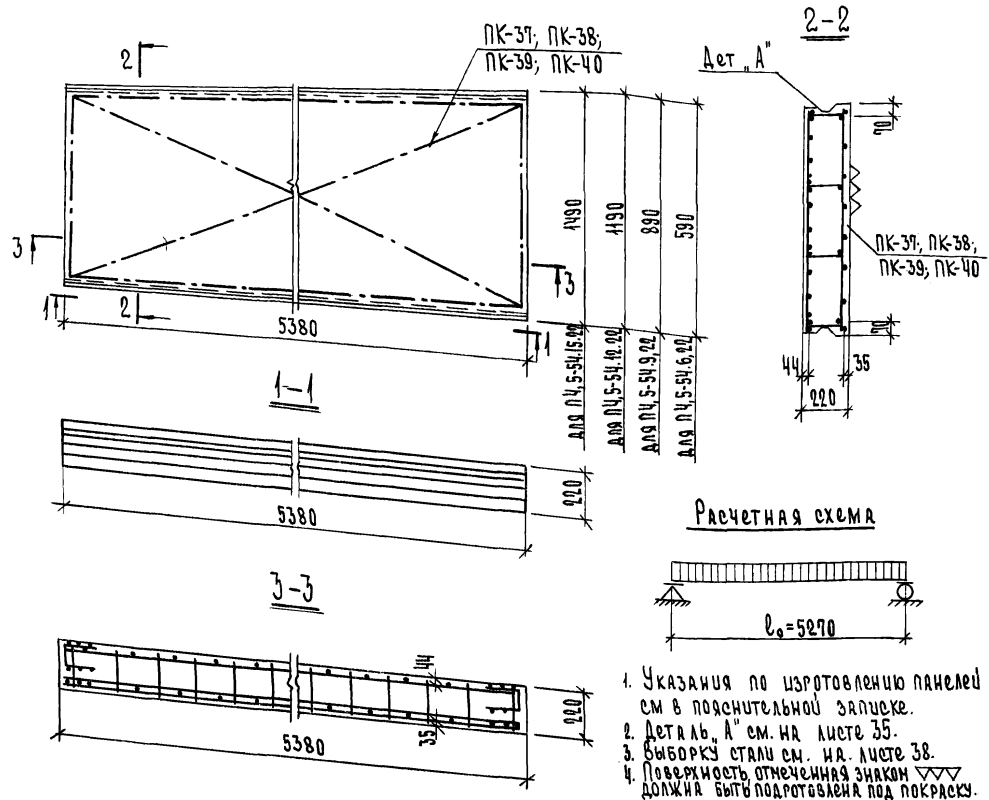 2
ПК-37; ПК-38;
ПК-39; ПК-40
2-2
Дет „А"
70
1490
1190
890
590
ПК-37; ПК-38;
ПК-39; ПК-40
3
3
1
2
5380
1
70
44
35
220
для П4,5-54.15.22
для П4,5-54.12.22
для П4,5-54.9,22
для П4,5-54.6,22
1-1
220
5380
Расчетная схема
ℓ₀=5270
3-3
44
35
220
5380
1. Указания по изготовлению панелей
см в пояснительной записке.
2. Деталь „А" см. на листе 35.
3. Выборку стали см. на. листе 38.
4. Поверхность, отмеченная знаком
должна быть подготовлена под покраску.